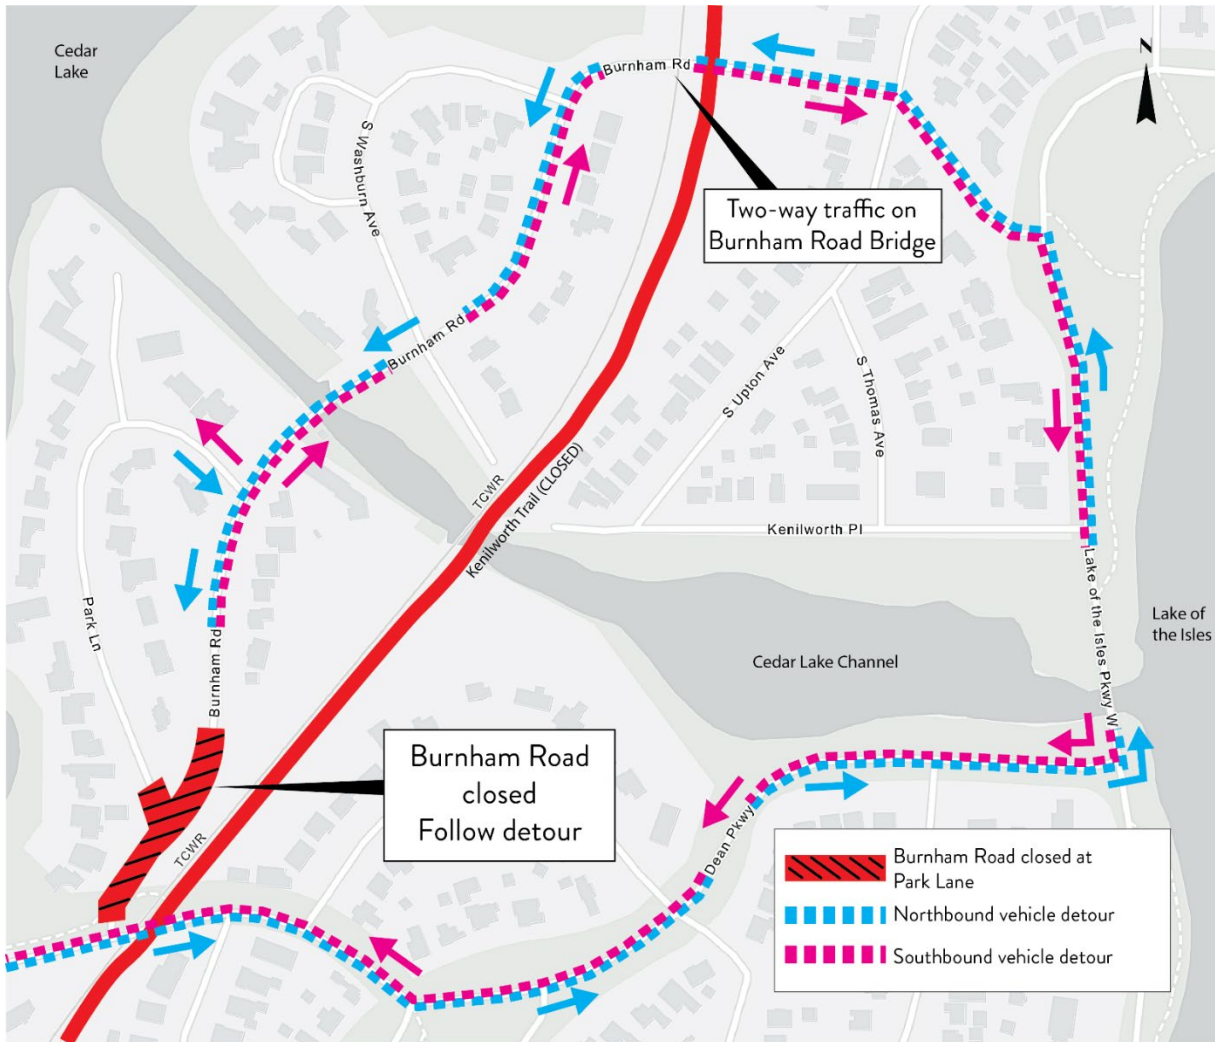 Cedar
Lake
Burnham Rd
N
S Washburn Ave
Two-way traffic on
Burnham Road Bridge
Burnham Rd
S Upton Ave
S Thomas Ave
TCWR
Kenilworth Trail (CLOSED)
Kenilworth Pl
Park Ln
Burnham Rd
Lake of the Isles Pkwy W
Lake of
the Isles
Cedar Lake Channel
Burnham Road
closed
Follow detour
TCWR
Dean Pkwy
Burnham Road closed at
Park Lane
Northbound vehicle detour
Southbound vehicle detour